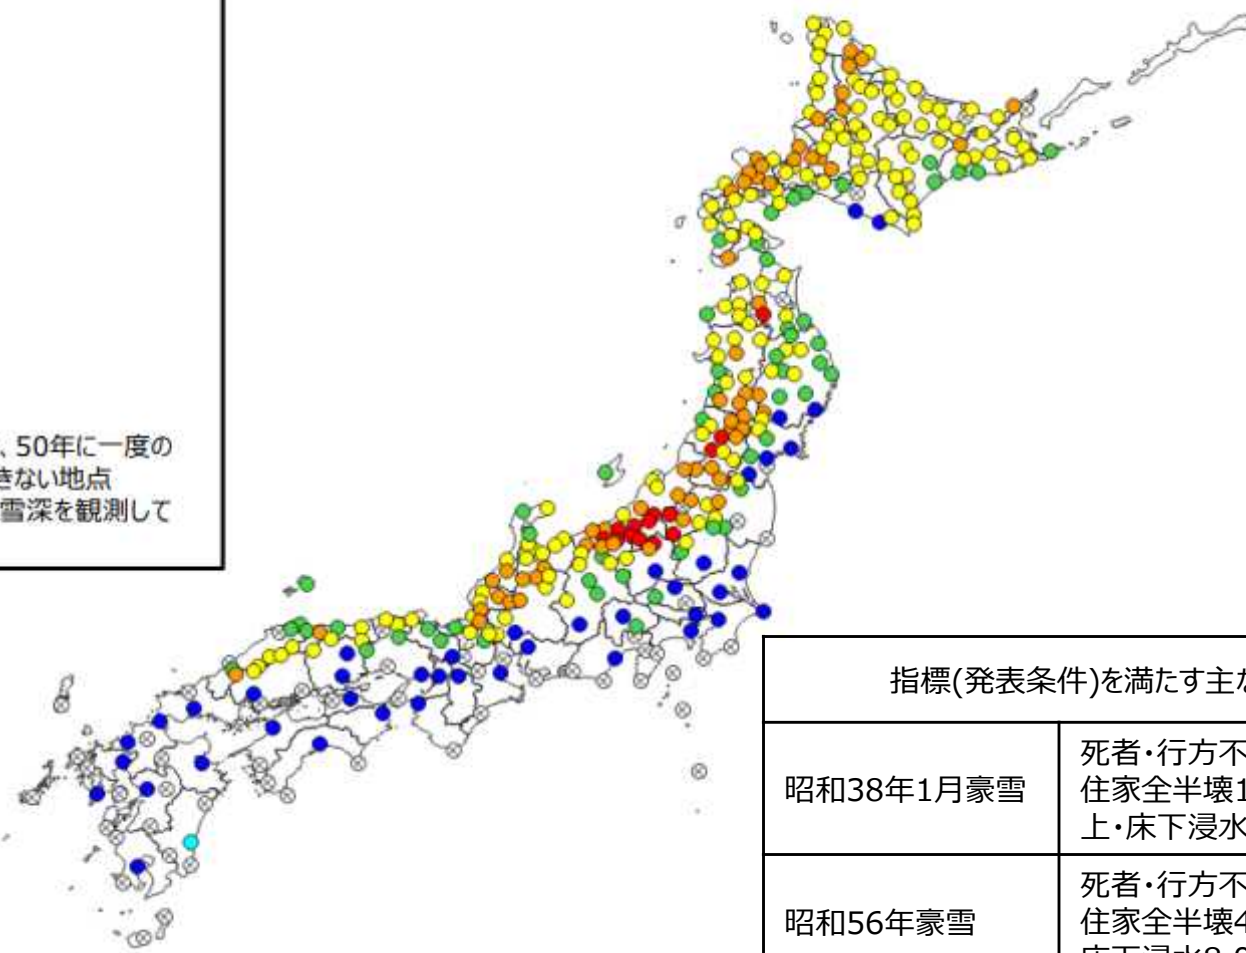 、50年に一度の
きない地点
雪深を観測して
指標(発表条件)を満たす主な
昭和38年1月豪雪
死者・行方不
住家全半壊1
上・床下浸水
昭和56年豪雪
死者・行方不
住家全半壊4